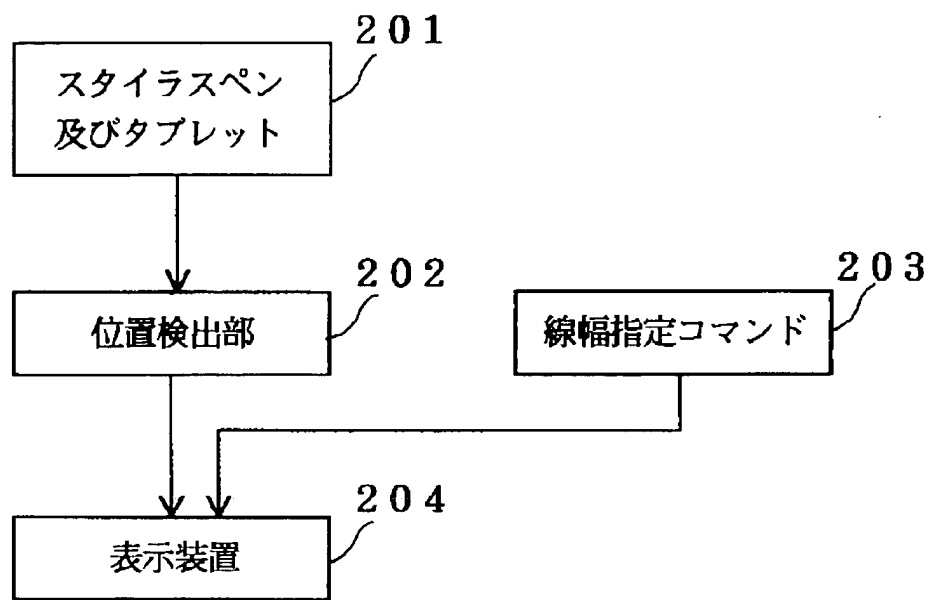 ２０１
スタイラスペン
及びタブレット
２０２
位置検出部
２０３
線幅指定コマンド
２０４
表示装置